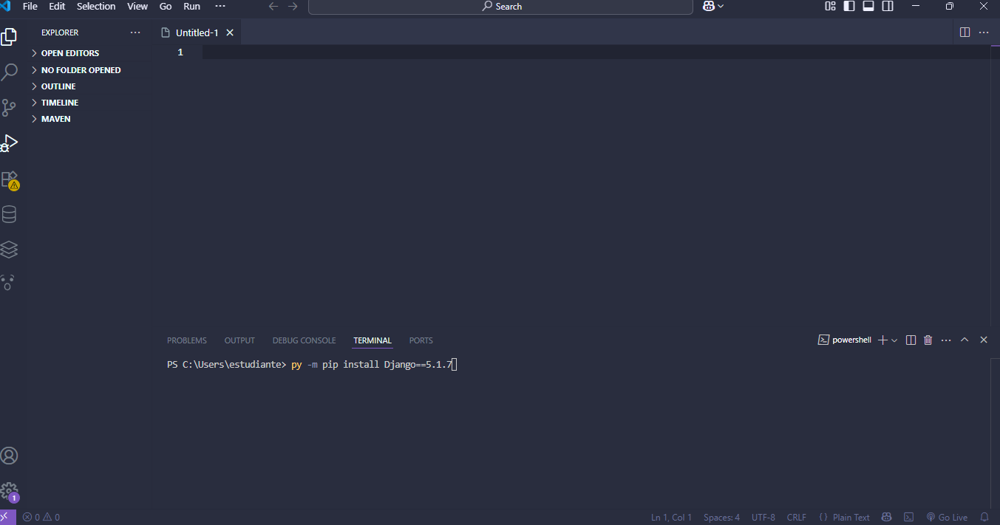 File Edit Selection View Go Run ··· Search
EXPLORER ··· Untitled-1
OPEN EDITORS 1
NO FOLDER OPENED
OUTLINE
TIMELINE
MAVEN
PROBLEMS OUTPUT DEBUG CONSOLE TERMINAL PORTS powershell
PS C:\Users\estudiante> py -m pip install Django==5.1.7
1
0 0 Ln 1, Col 1 Spaces: 4 UTF-8 CRLF {} Plain Text Go Live